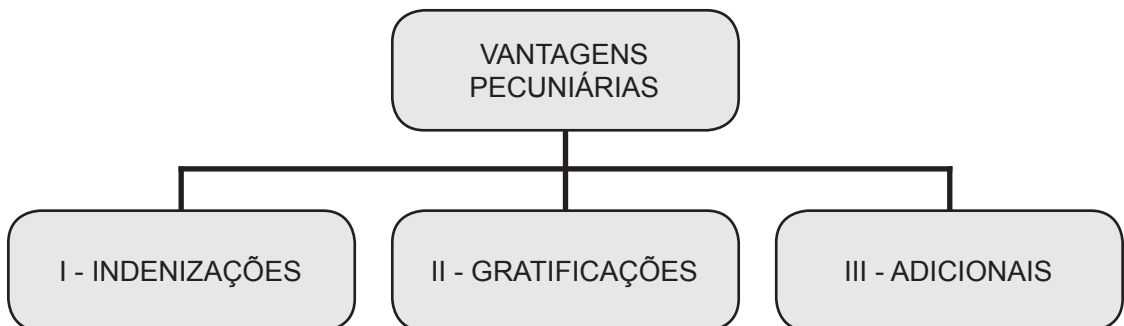 VANTAGENS
PECUNIÁRIAS
I - INDENIZAÇÕES
II - GRATIFICAÇÕES
III - ADICIONAIS